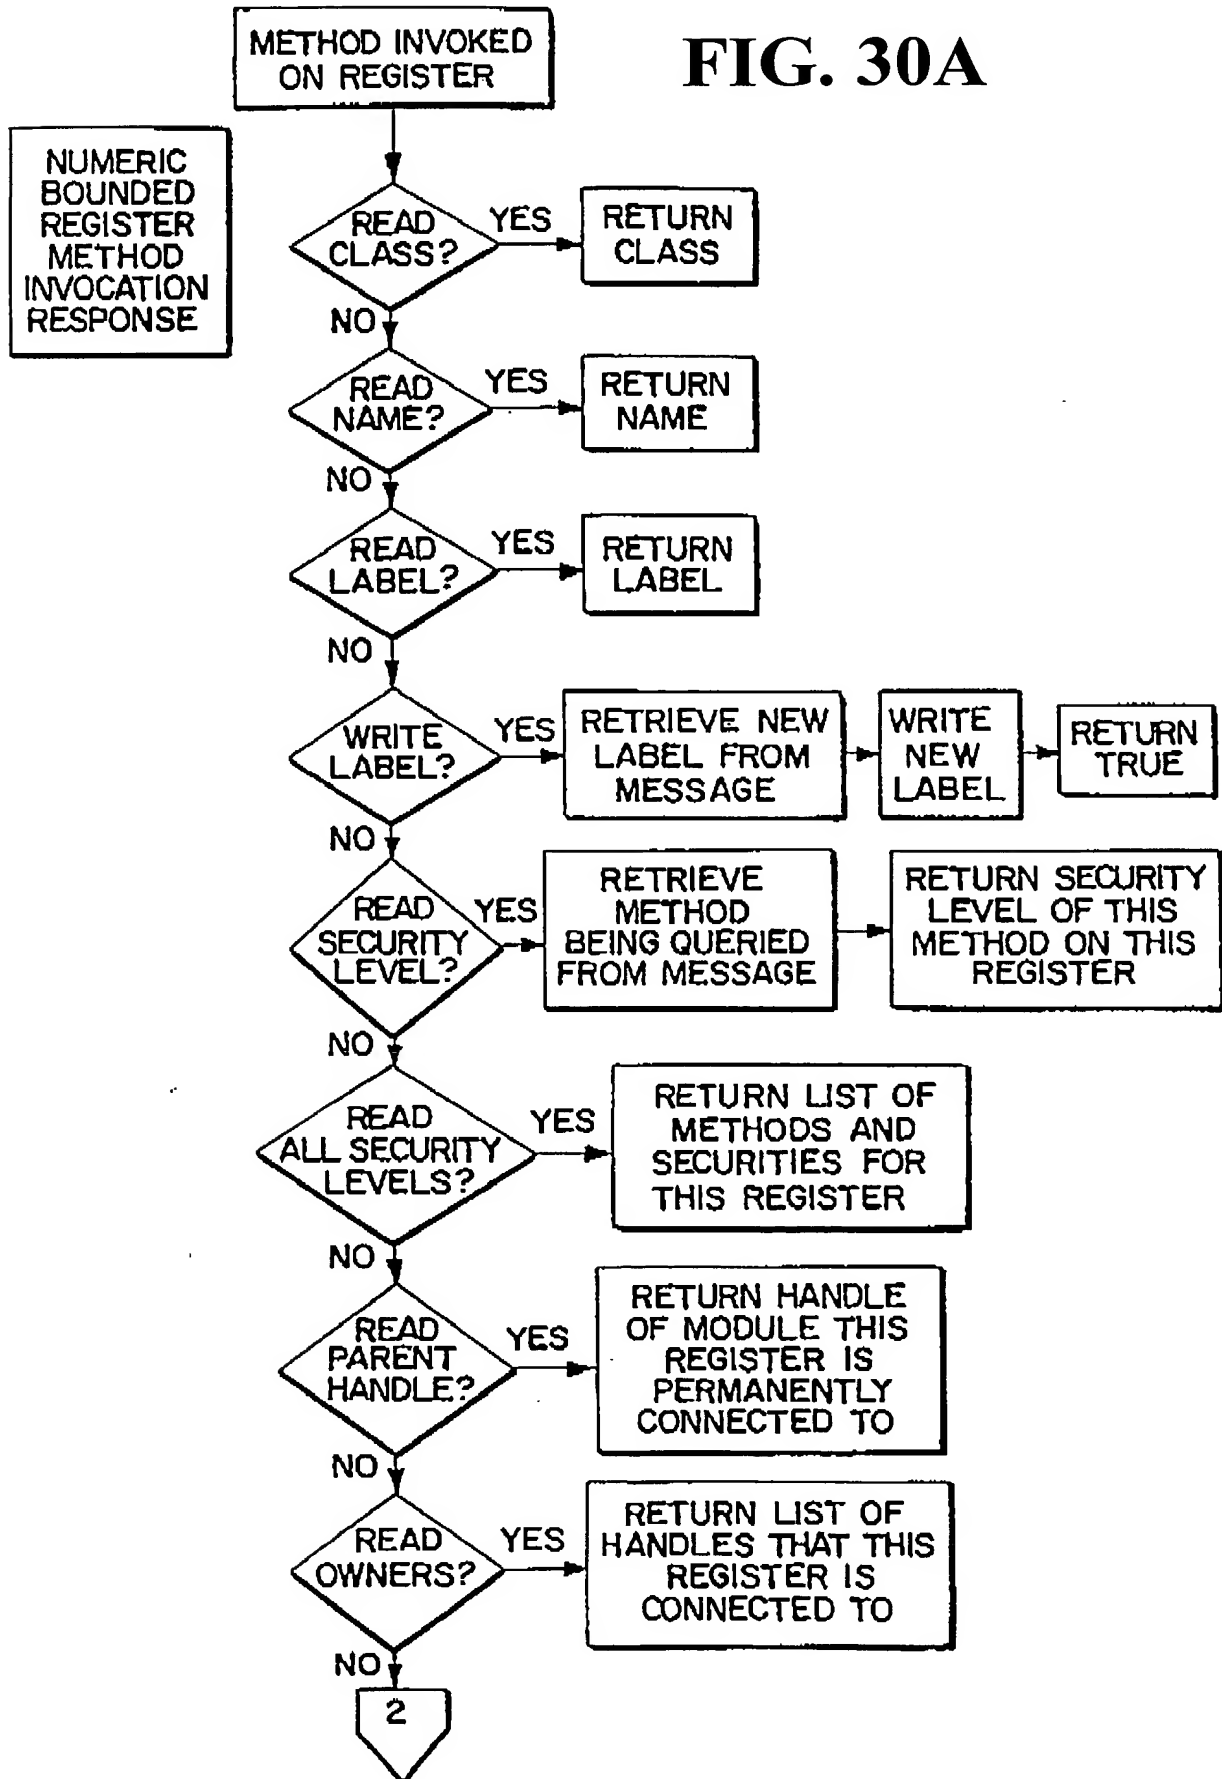 METHOD INVOKED
ON REGISTER
FIG. 30A
NUMERIC
BOUNDED
REGISTER
METHOD
INVOCATION
RESPONSE
READ
CLASS?
YES
RETURN
CLASS
NO
READ
NAME?
YES
RETURN
NAME
NO
READ
LABEL?
YES
RETURN
LABEL
NO
WRITE
LABEL?
YES
RETRIEVE NEW
LABEL FROM
MESSAGE
WRITE
NEW
LABEL
RETURN
TRUE
NO
READ
SECURITY
LEVEL?
YES
RETRIEVE
METHOD
BEING QUERIED
FROM MESSAGE
RETURN SECURITY
LEVEL OF THIS
METHOD ON THIS
REGISTER
NO
READ
ALL SECURITY
LEVELS?
YES
RETURN LIST OF
METHODS AND
SECURITIES FOR
THIS REGISTER
NO
READ
PARENT
HANDLE?
YES
RETURN HANDLE
OF MODULE THIS
REGISTER IS
PERMANENTLY
CONNECTED TO
NO
READ
OWNERS?
YES
RETURN LIST OF
HANDLES THAT THIS
REGISTER IS
CONNECTED TO
NO
2